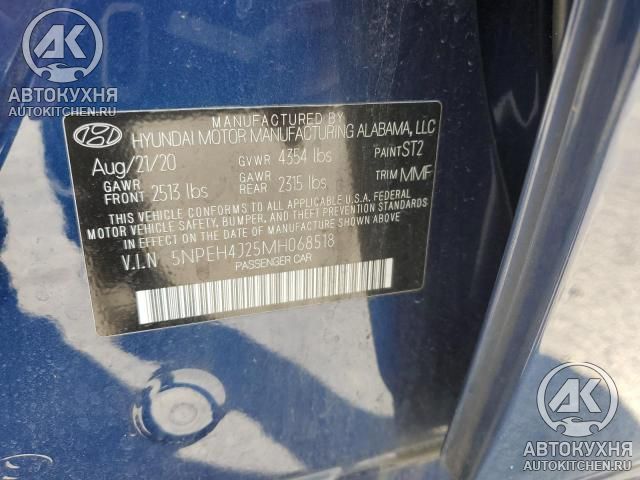 АК
АВТОКУХНЯ
AUTOKITCHEN.RU
MANUFACTURED BY
HYUNDAI MOTOR MANUFACTURING ALABAMA, LLC
Aug/21/20 GVWR 4354 lbs PAINT ST2
GAWR FRONT 2513 lbs GAWR REAR 2315 lbs TRIM MMF
THIS VEHICLE CONFORMS TO ALL APPLICABLE U.S.A. FEDERAL
MOTOR VEHICLE SAFETY, BUMPER, AND THEFT PREVENTION STANDARDS
IN EFFECT ON THE DATE OF MANUFACTURE SHOWN ABOVE.
V.I.N 5NPEH4J25MH068518
PASSENGER CAR
АК
АВТОКУХНЯ
AUTOKITCHEN.RU